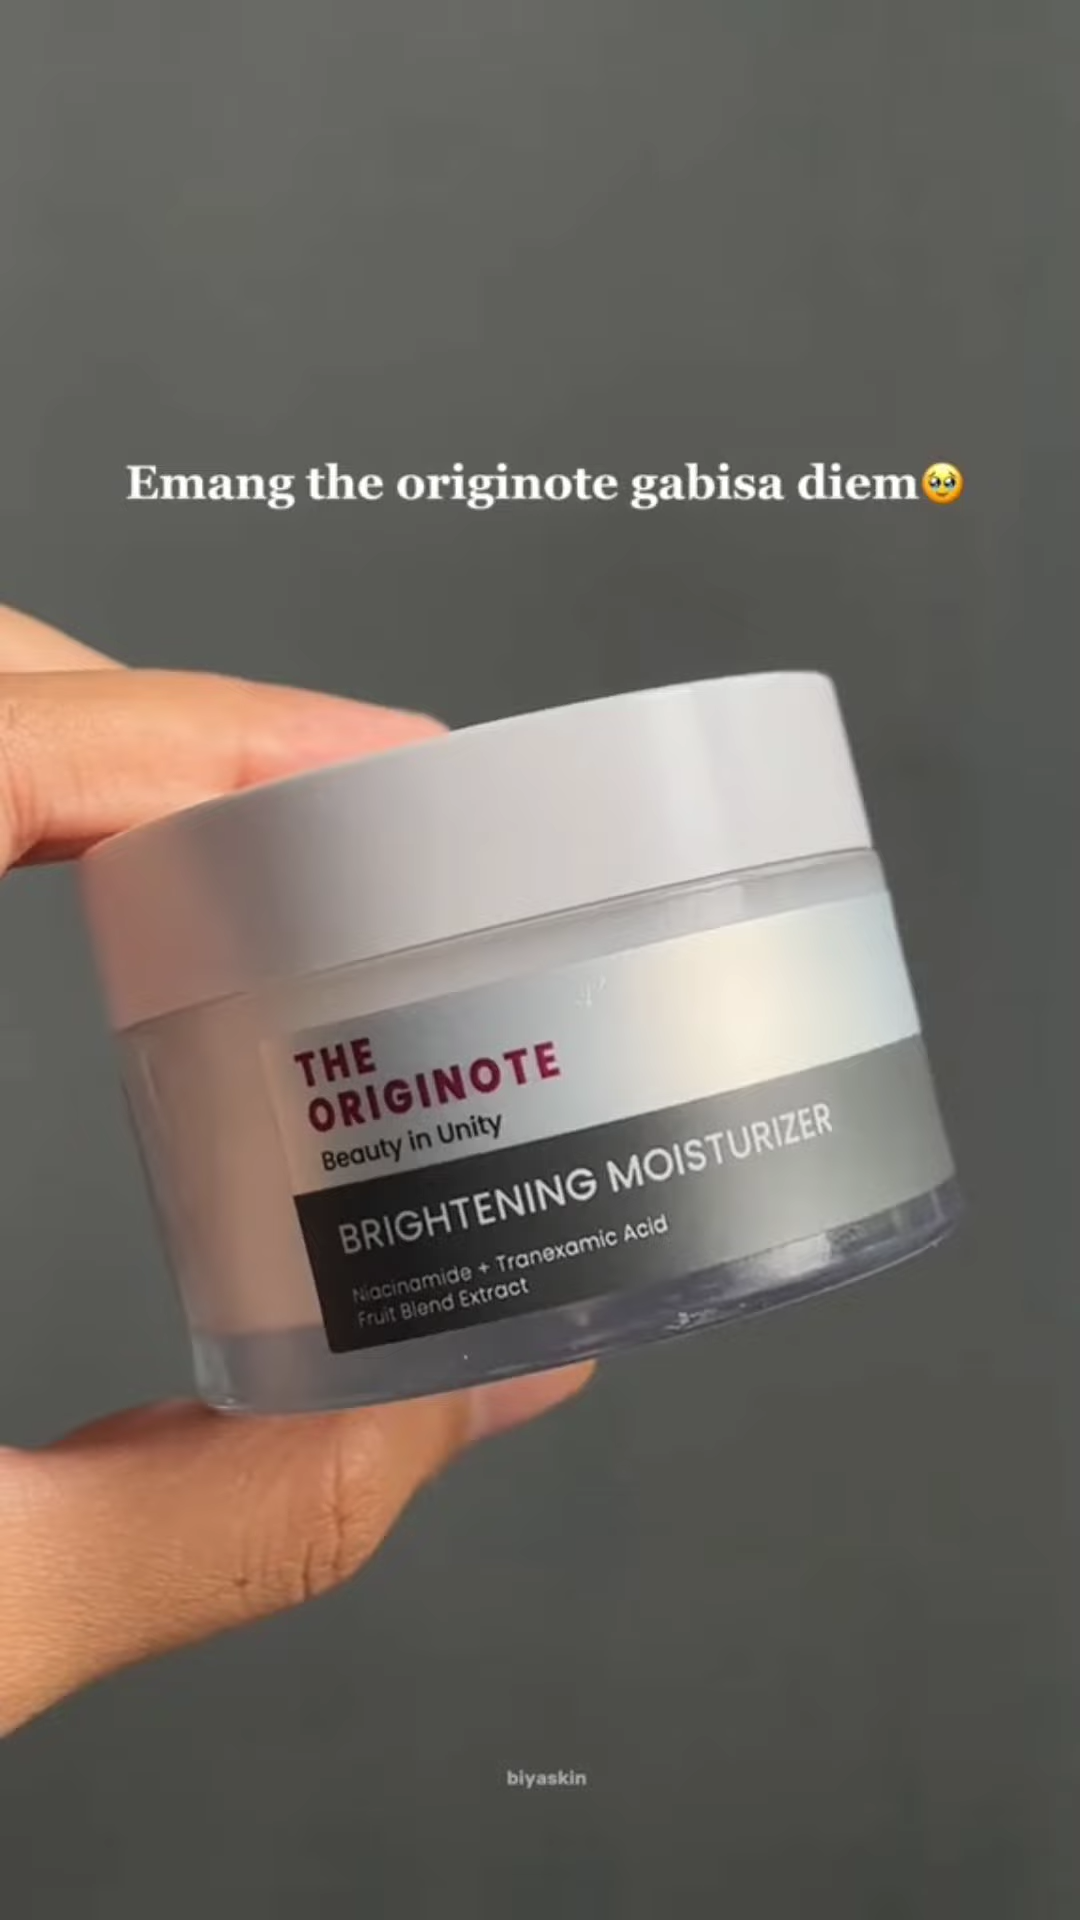 Emang the originote gabisa diem🥹
THE
ORIGINOTE
Beauty in Unity
BRIGHTENING MOISTURIZER
Niacinamide + Tranexamic Acid
Fruit Blend Extract
biyaskin